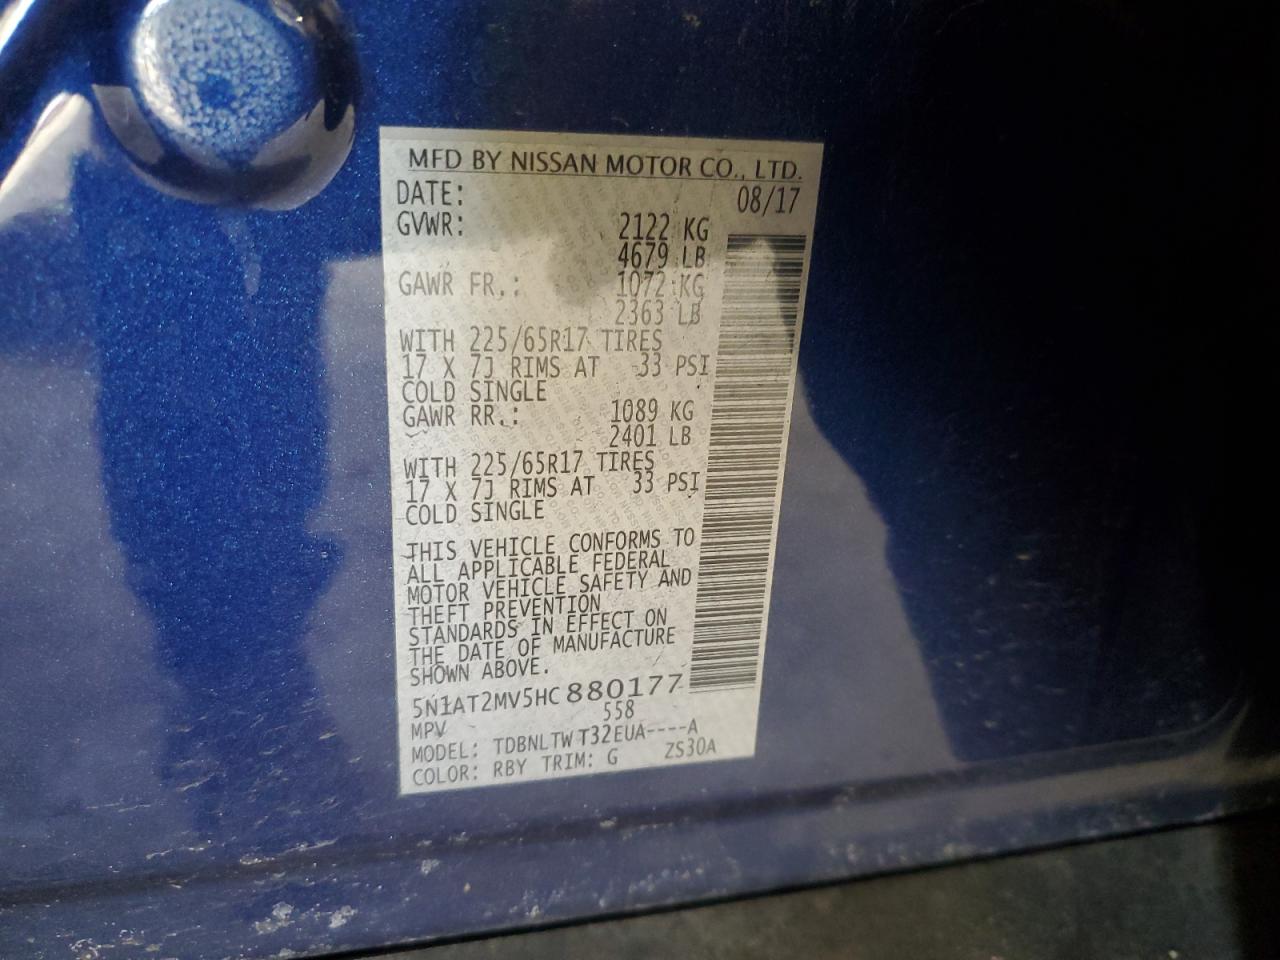 MFD BY NISSAN MOTOR CO., LTD.
DATE: 08/17
GVWR: 2122 KG
4679 LB
GAWR FR.: 1072 KG
2363 LB
WITH 225/65R17 TIRES
17 X 7J RIMS AT 33 PSI
COLD SINGLE
GAWR RR.: 1089 KG
2401 LB
WITH 225/65R17 TIRES
17 X 7J RIMS AT 33 PSI
COLD SINGLE
THIS VEHICLE CONFORMS TO
ALL APPLICABLE FEDERAL
MOTOR VEHICLE SAFETY AND
THEFT PREVENTION
STANDARDS IN EFFECT ON
THE DATE OF MANUFACTURE
SHOWN ABOVE.
5N1AT2MV5HC880177
MPV 558
MODEL: TDBNLTWT32EUA----A
COLOR: RBY TRIM: G ZS30A